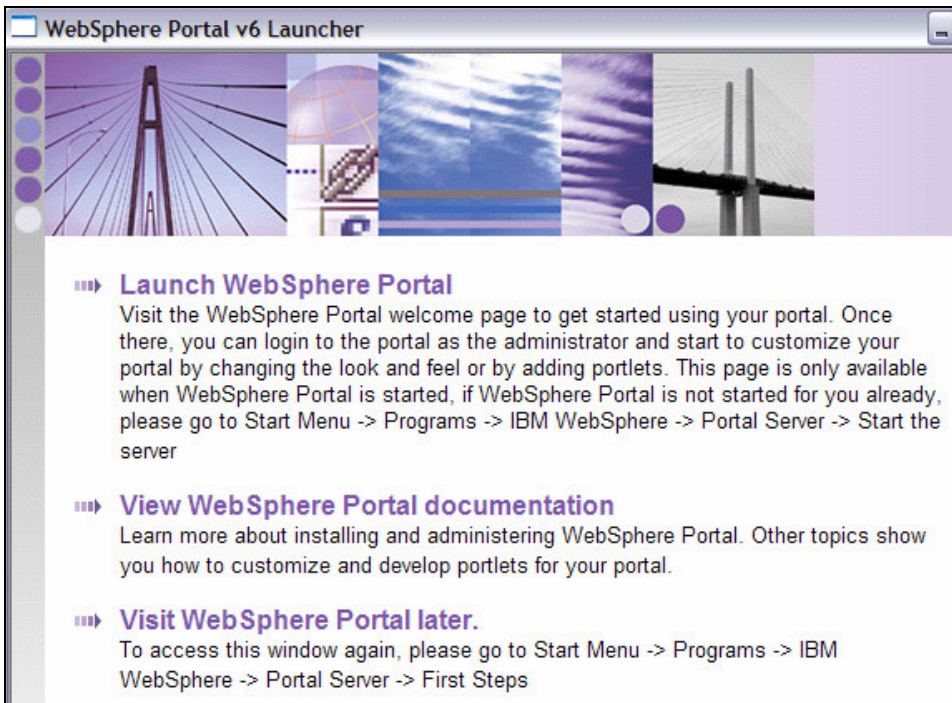 WebSphere Portal v6 Launcher
Launch WebSphere Portal
Visit the WebSphere Portal welcome page to get started using your portal. Once
there, you can login to the portal as the administrator and start to customize your
portal by changing the look and feel or by adding portlets. This page is only available
when WebSphere Portal is started, if WebSphere Portal is not started for you already,
please go to Start Menu -> Programs -> IBM WebSphere -> Portal Server -> Start the
server
View WebSphere Portal documentation
Learn more about installing and administering WebSphere Portal. Other topics show
you how to customize and develop portlets for your portal.
Visit WebSphere Portal later.
To access this window again, please go to Start Menu -> Programs -> IBM
WebSphere -> Portal Server -> First Steps